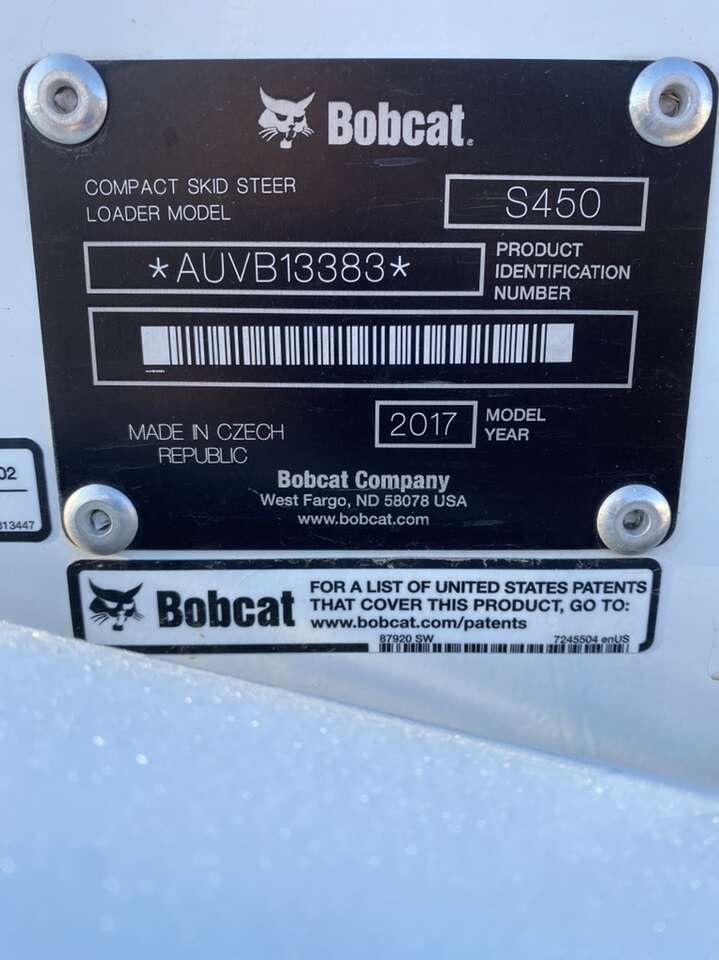 Bobcat.
COMPACT SKID STEER
LOADER MODEL
S450
*AUVB13383*
PRODUCT
IDENTIFICATION
NUMBER
MADE IN CZECH
REPUBLIC
2017
MODEL
YEAR
Bobcat Company
West Fargo, ND 58078 USA
www.bobcat.com
02
313447
Bobcat
FOR A LIST OF UNITED STATES PATENTS
THAT COVER THIS PRODUCT, GO TO:
www.bobcat.com/patents
87920 SW
7245504 enUS